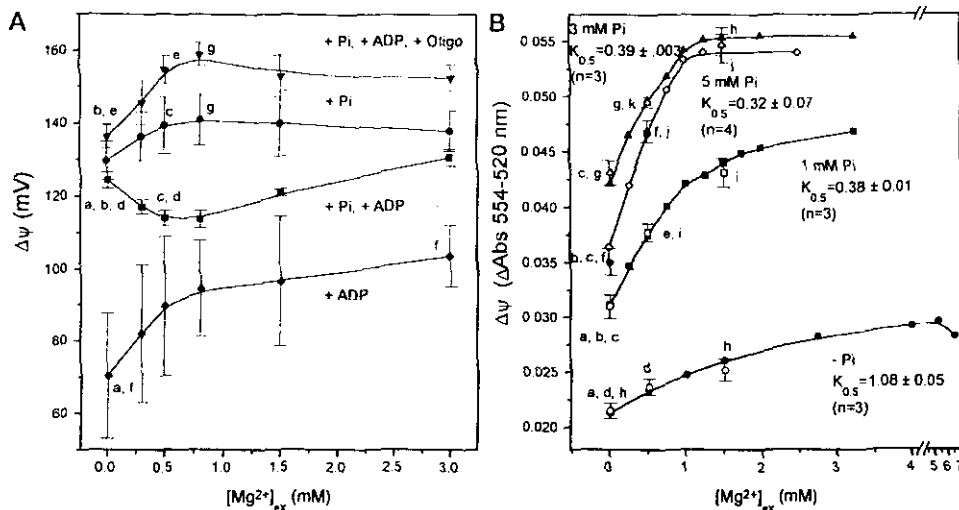 A
160
140
120
100
80
60
Δψ (mV)
+ Pi, + ADP, + Oligo
b, e
e
g
+ Pi
c
g
a, b, d
c, d
+ Pi, + ADP
f
+ ADP
a, f
0.0 0.5 1.0 1.5 2.0 2.5 3.0
[Mg2+]ex (mM)
B
0.055
0.050
0.045
0.040
0.035
0.030
0.025
0.020
Δψ (ΔAbs 554-520 nm)
3 mM Pi
K0.5=0.39 ± .003
(n=3)
h
5 mM Pi
K0.5=0.32 ± 0.07
(n=4)
g, k
f, j
c, g
1 mM Pi
K0.5=0.38 ± 0.01
(n=3)
i
b, c, f
e, i
a, b, c
- Pi
K0.5=1.08 ± 0.05
(n=3)
a, d, h
d
h
0 1 2 3 4 5 6 7
[Mg2+]ex (mM)